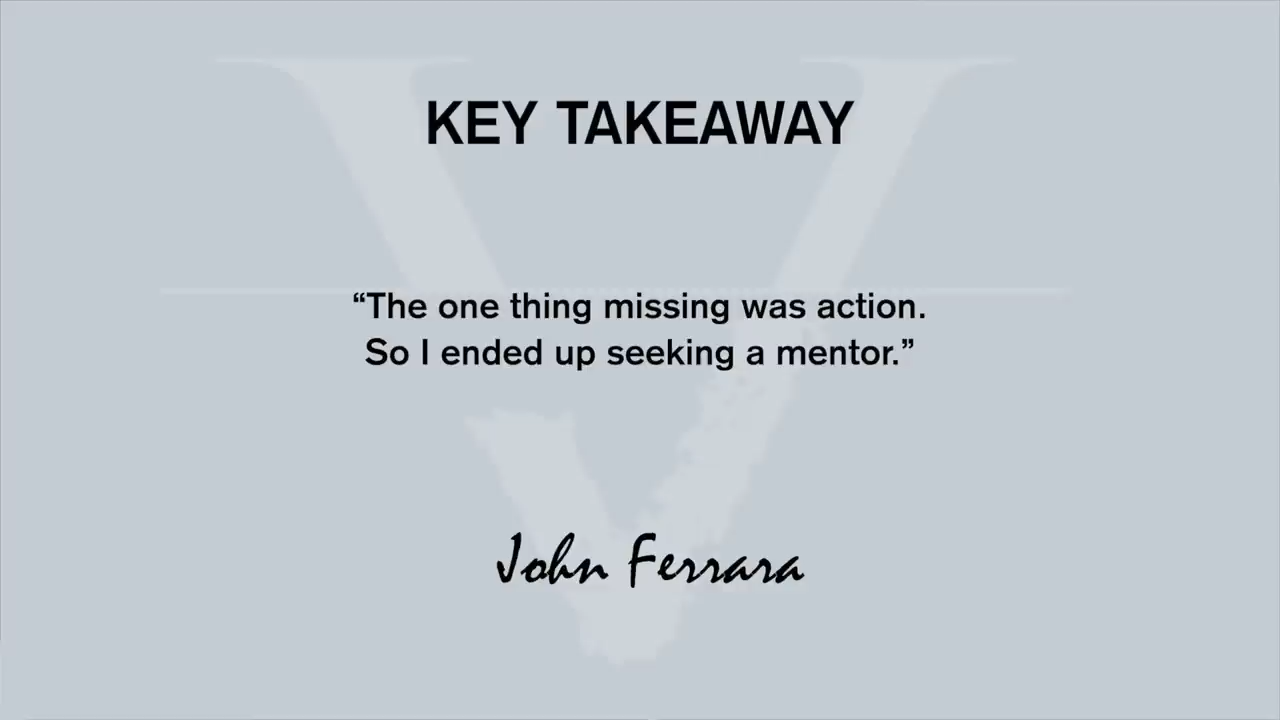 KEY TAKEAWAY
“The one thing missing was action.
So I ended up seeking a mentor.”
John Ferrara